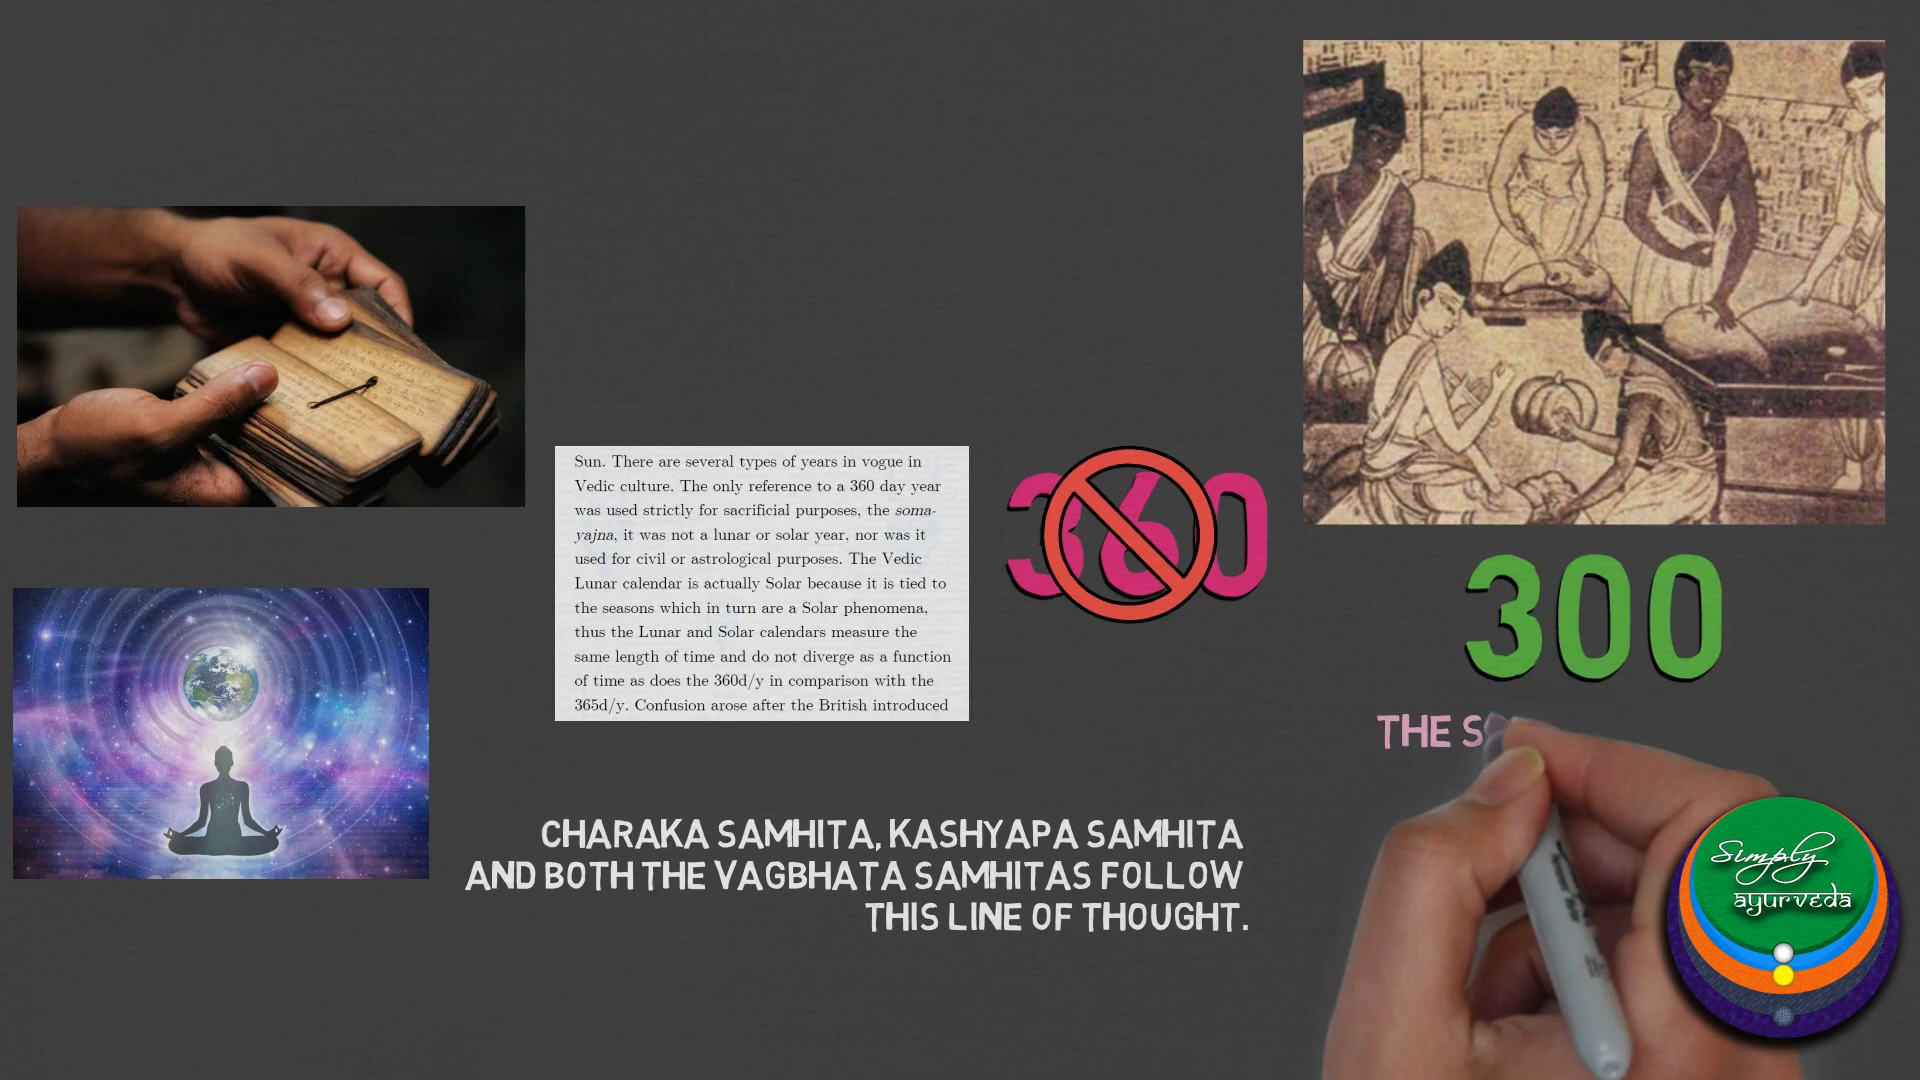 Sun. There are several types of years in vogue in
Vedic culture. The only reference to a 360 day year
was used strictly for sacrificial purposes, the soma-
yajna, it was not a lunar or solar year, nor was it
used for civil or astrological purposes. The Vedic
Lunar calendar is actually Solar because it is tied to
the seasons which in turn are a Solar phenomena,
thus the Lunar and Solar calendars measure the
same length of time and do not diverge as a function
of time as does the 360d/y in comparison with the
365d/y. Confusion arose after the British introduced
360
CHARAKA SAMHITA, KASHYAPA SAMHITA
AND BOTH THE VAGBHATA SAMHITAS FOLLOW
THIS LINE OF THOUGHT.
300
THE S
Simply
ayurveda